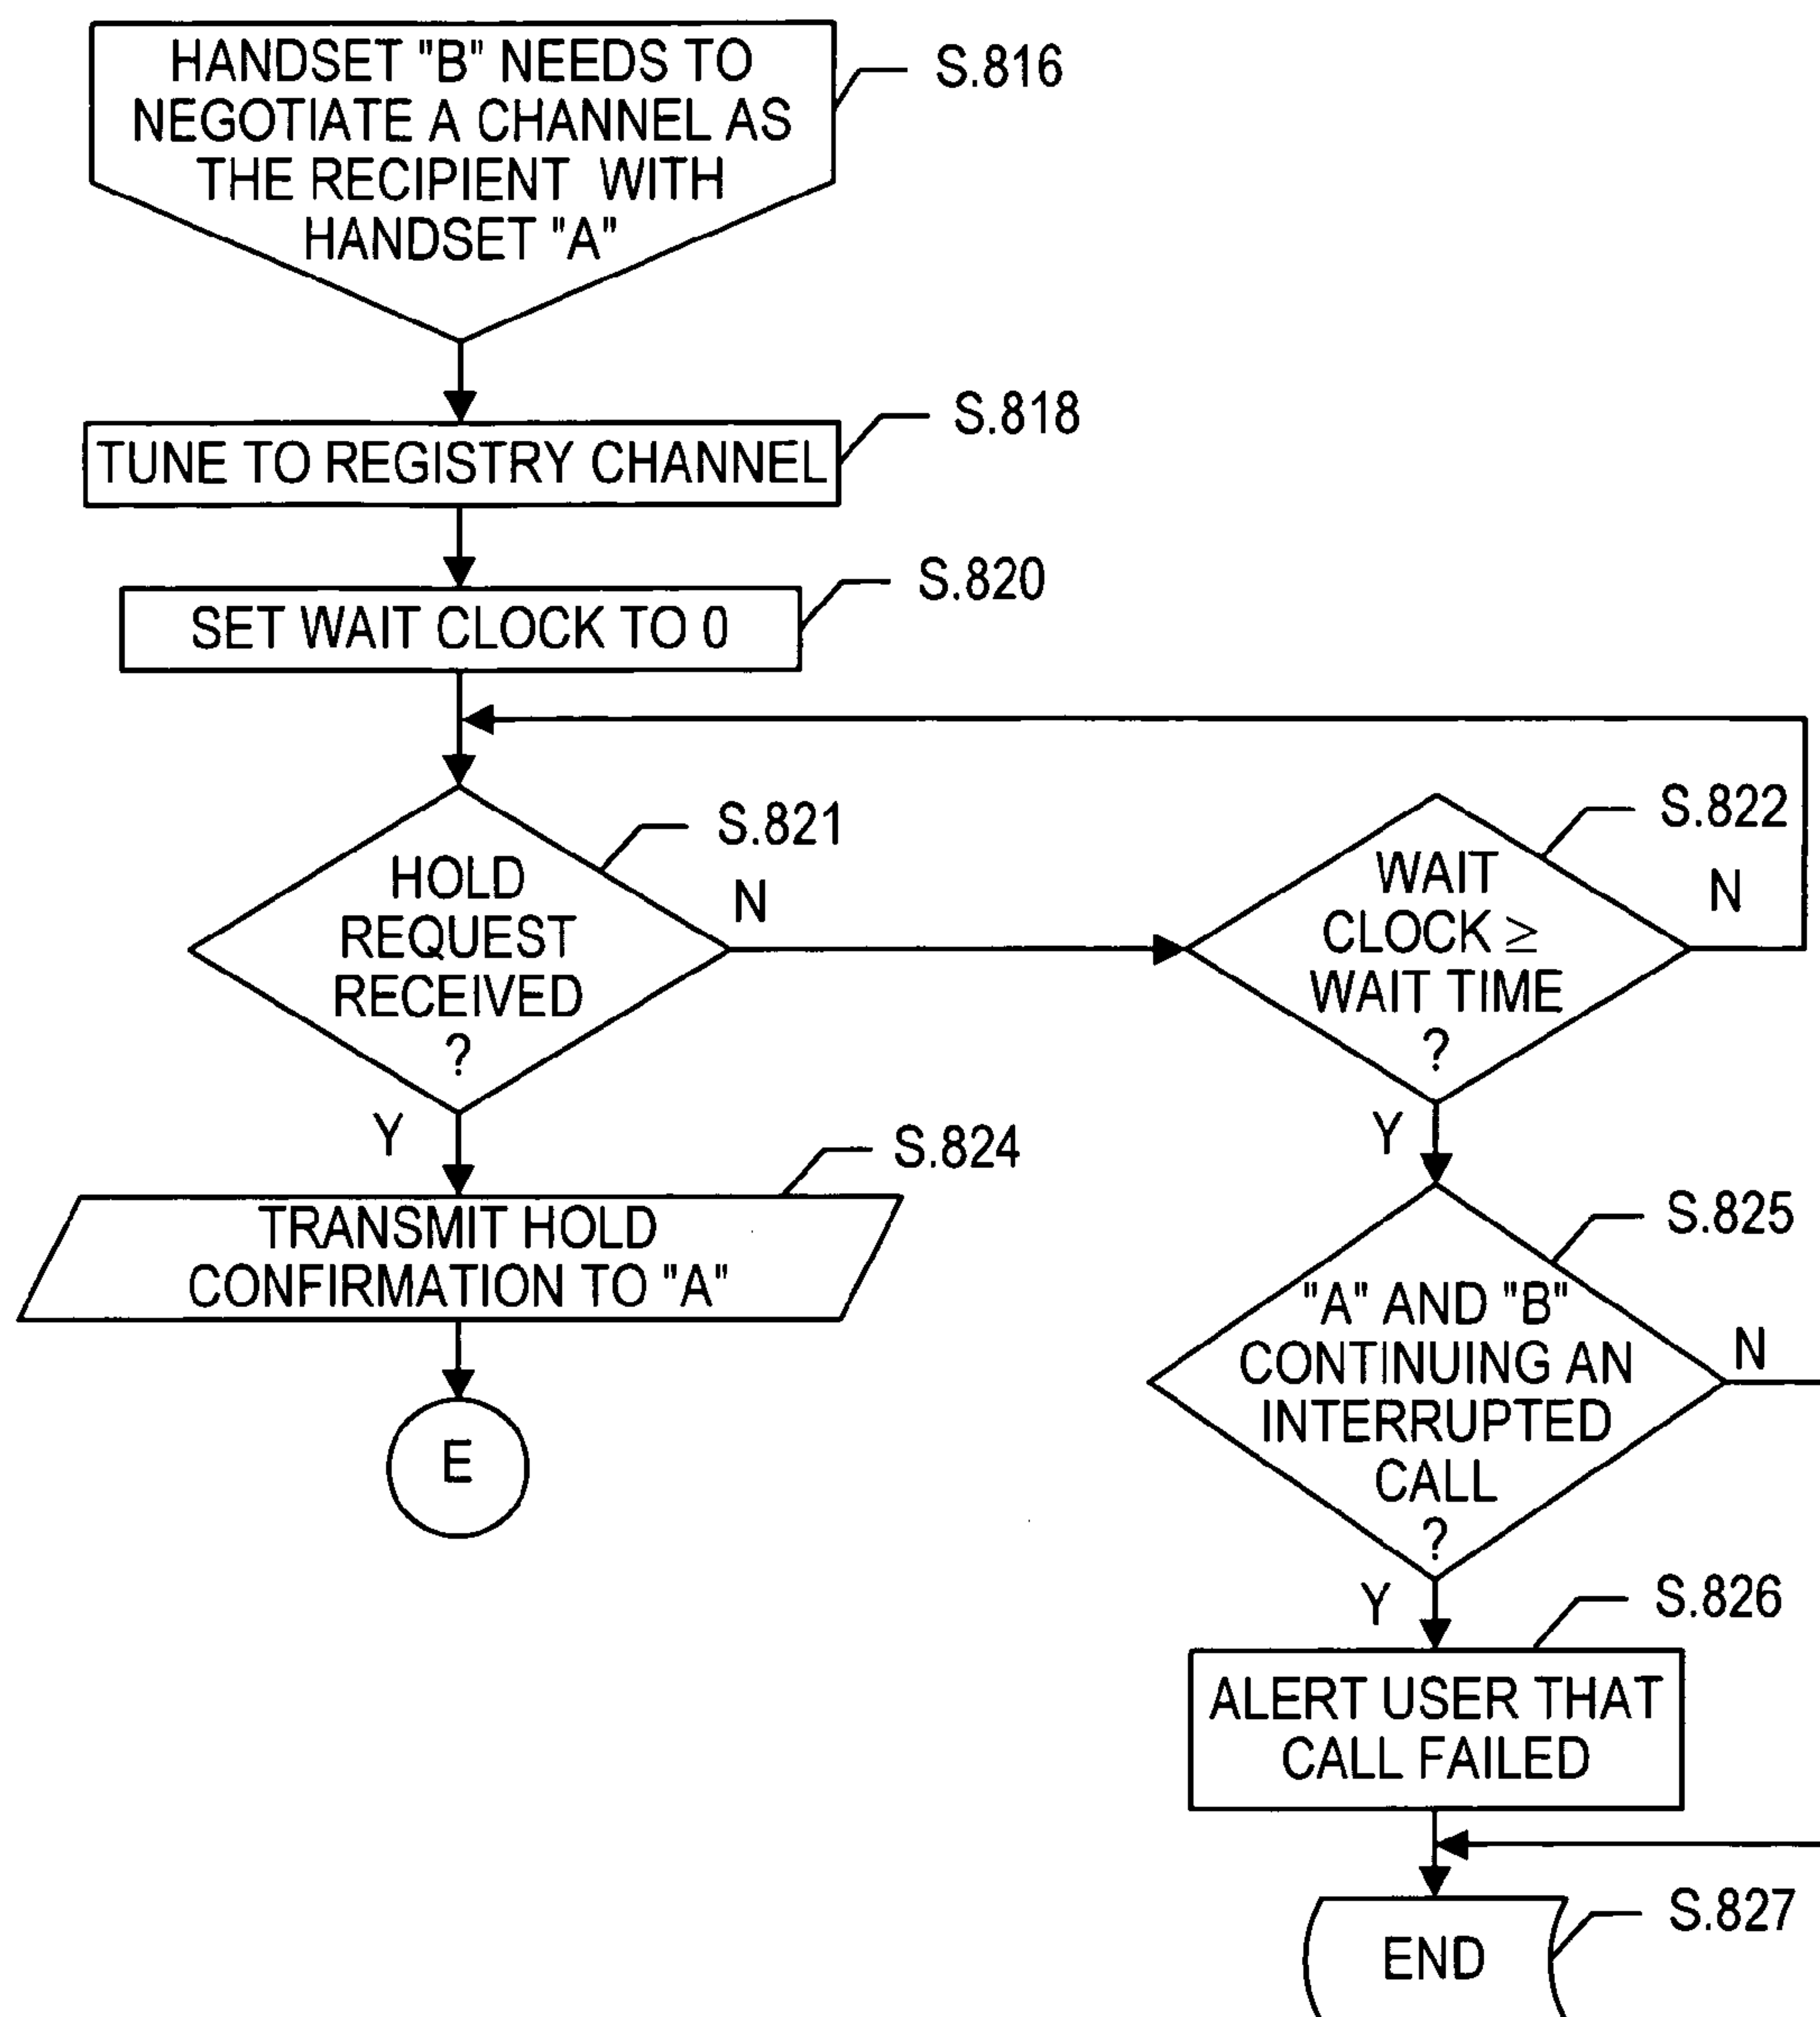 HANDSET "B" NEEDS TO
NEGOTIATE A CHANNEL AS
THE RECIPIENT WITH
HANDSET "A"
S.816
TUNE TO REGISTRY CHANNEL
S.818
SET WAIT CLOCK TO 0
S.820
HOLD
REQUEST
RECEIVED
?
S.821
N
Y
WAIT
CLOCK ≥
WAIT TIME
?
S.822
N
Y
TRANSMIT HOLD
CONFIRMATION TO "A"
S.824
E
"A" AND "B"
CONTINUING AN
INTERRUPTED
CALL
?
S.825
N
Y
ALERT USER THAT
CALL FAILED
S.826
END
S.827